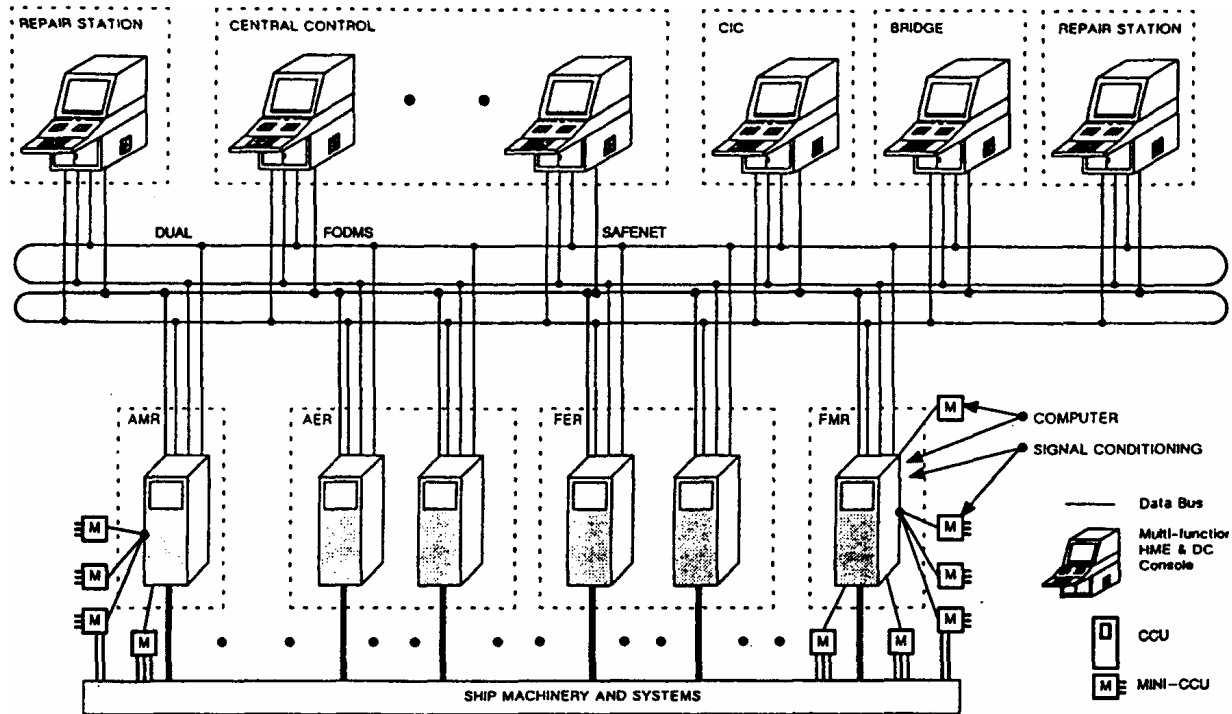 REPAIR STATION
CENTRAL CONTROL
CIC
BRIDGE
REPAIR STATION
DUAL
FODMS
SAFENET
AMR
AER
FER
FMR
M
COMPUTER
SIGNAL CONDITIONING
M
M
M
M
M
M
M
M
M
Data Bus
Multi-function
HME & DC
Console
CCU
M
MINI-CCU
SHIP MACHINERY AND SYSTEMS